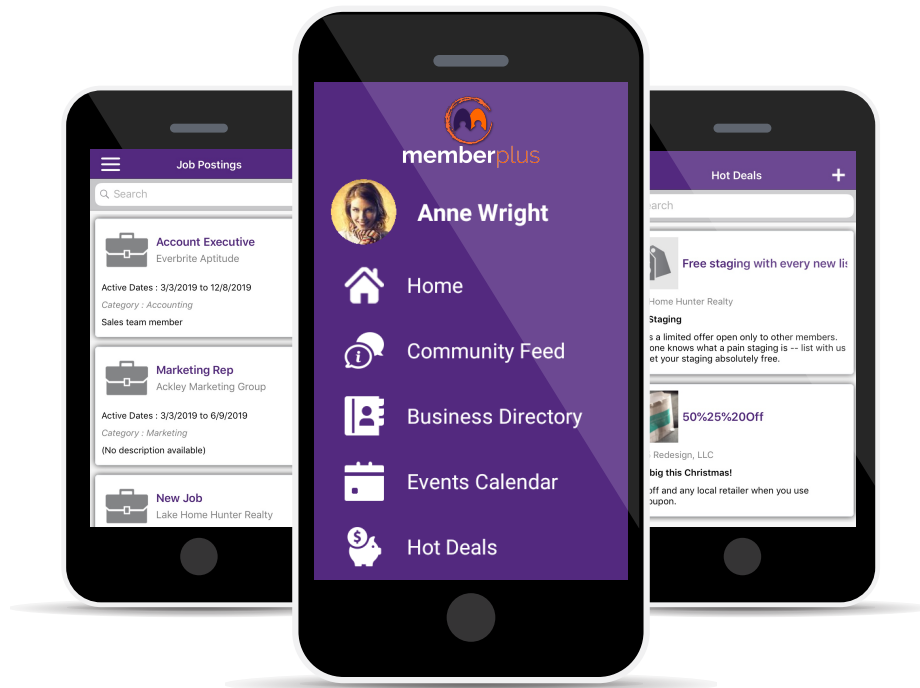 Job Postings
Search
Account Executive
Everbrite Aptitude
Active Dates : 3/3/2019 to 12/8/2019
Category : Accounting
Sales team member
Marketing Rep
Ackley Marketing Group
Active Dates : 3/3/2019 to 6/9/2019
Category : Marketing
(No description available)
New Job
Lake Home Hunter Realty
memberplus
Anne Wright
Home
Community Feed
Business Directory
Events Calendar
Hot Deals
Hot Deals
arch
Free staging with every new lis
Home Hunter Realty
Staging
s a limited offer open only to other members.
one knows what a pain staging is -- list with us
et your staging absolutely free.
50%25%20Off
Redesign, LLC
big this Christmas!
off and any local retailer when you use
oupon.